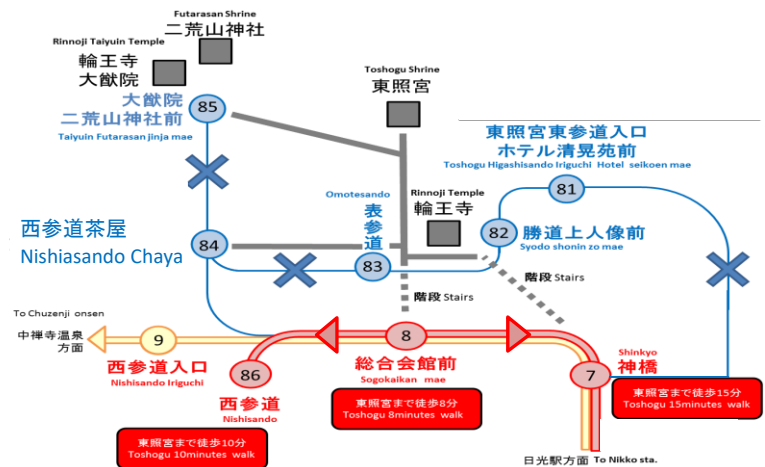 Futarasan Shrine
二荒山神社
Rinnoji Taiyuin Temple
輪王寺
大猷院
大猷院
二荒山神社前
Taiyuin Futarasan jinja mae
85
Toshogu Shrine
東照宮
東照宮東参道入口
ホテル清晃苑前
Toshogu Higashisando Iriguchi Hotel seikoen mae
81
Omotesando
表参道
83
Rinnoji Temple
輪王寺
82
勝道上人像前
Syodo shonin zo mae
西参道茶屋
Nishiasando Chaya
84
階段 Stairs
階段 Stairs
To Chuzenji onsen
中禅寺温泉
方面
9
西参道入口
Nishisando Iriguchi
86
西参道
Nishisando
8
総合会館前
Sogokaikan mae
Shinkyo
神橋
7
東照宮まで徒歩10分
Toshogu 10minutes walk
東照宮まで徒歩8分
Toshogu 8minutes walk
東照宮まで徒歩15分
Toshogu 15minutes walk
日光駅方面 To Nikko sta.